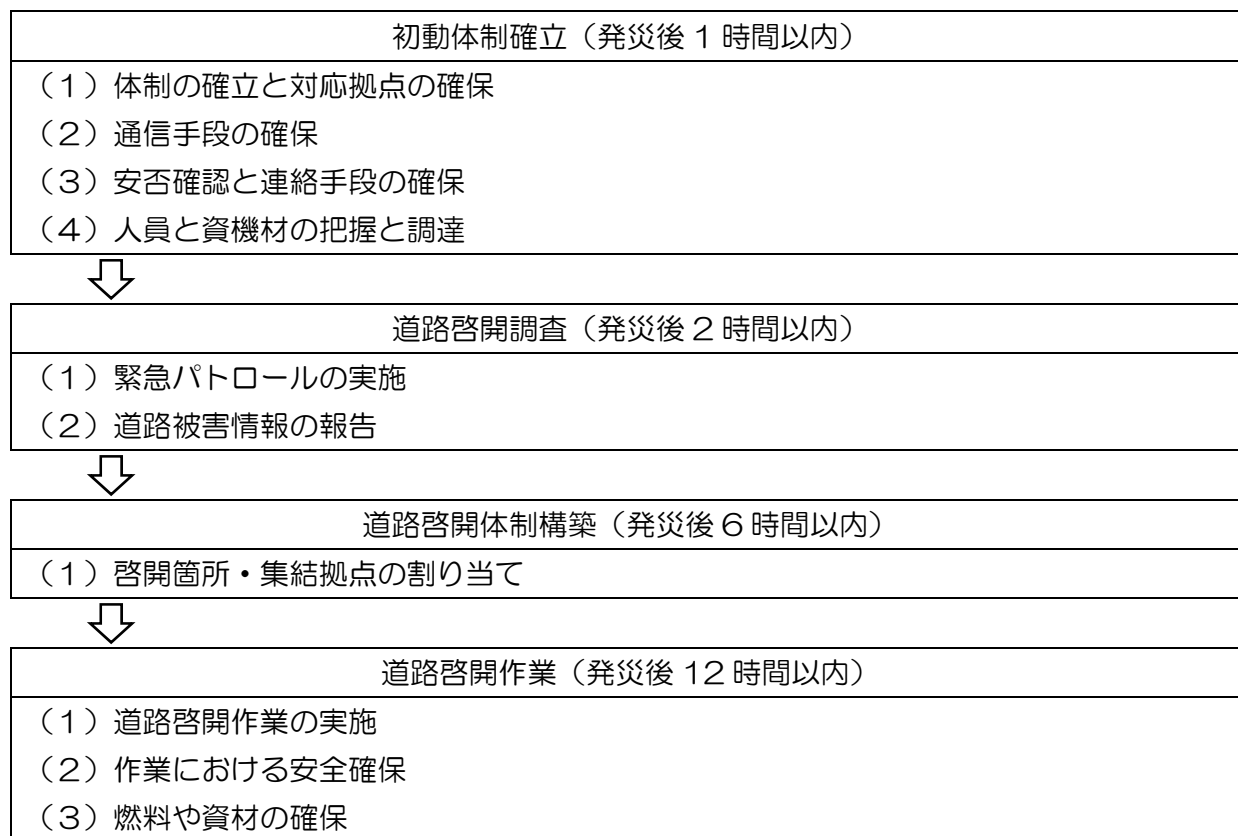 初動体制確立（発災後 1 時間以内）
（１）体制の確立と対応拠点の確保
（２）通信手段の確保
（３）安否確認と連絡手段の確保
（４）人員と資機材の把握と調達
道路啓開調査（発災後 2 時間以内）
（１）緊急パトロールの実施
（２）道路被害情報の報告
道路啓開体制構築（発災後 6 時間以内）
（１）啓開箇所・集結拠点の割り当て
道路啓開作業（発災後 12 時間以内）
（１）道路啓開作業の実施
（２）作業における安全確保
（３）燃料や資材の確保